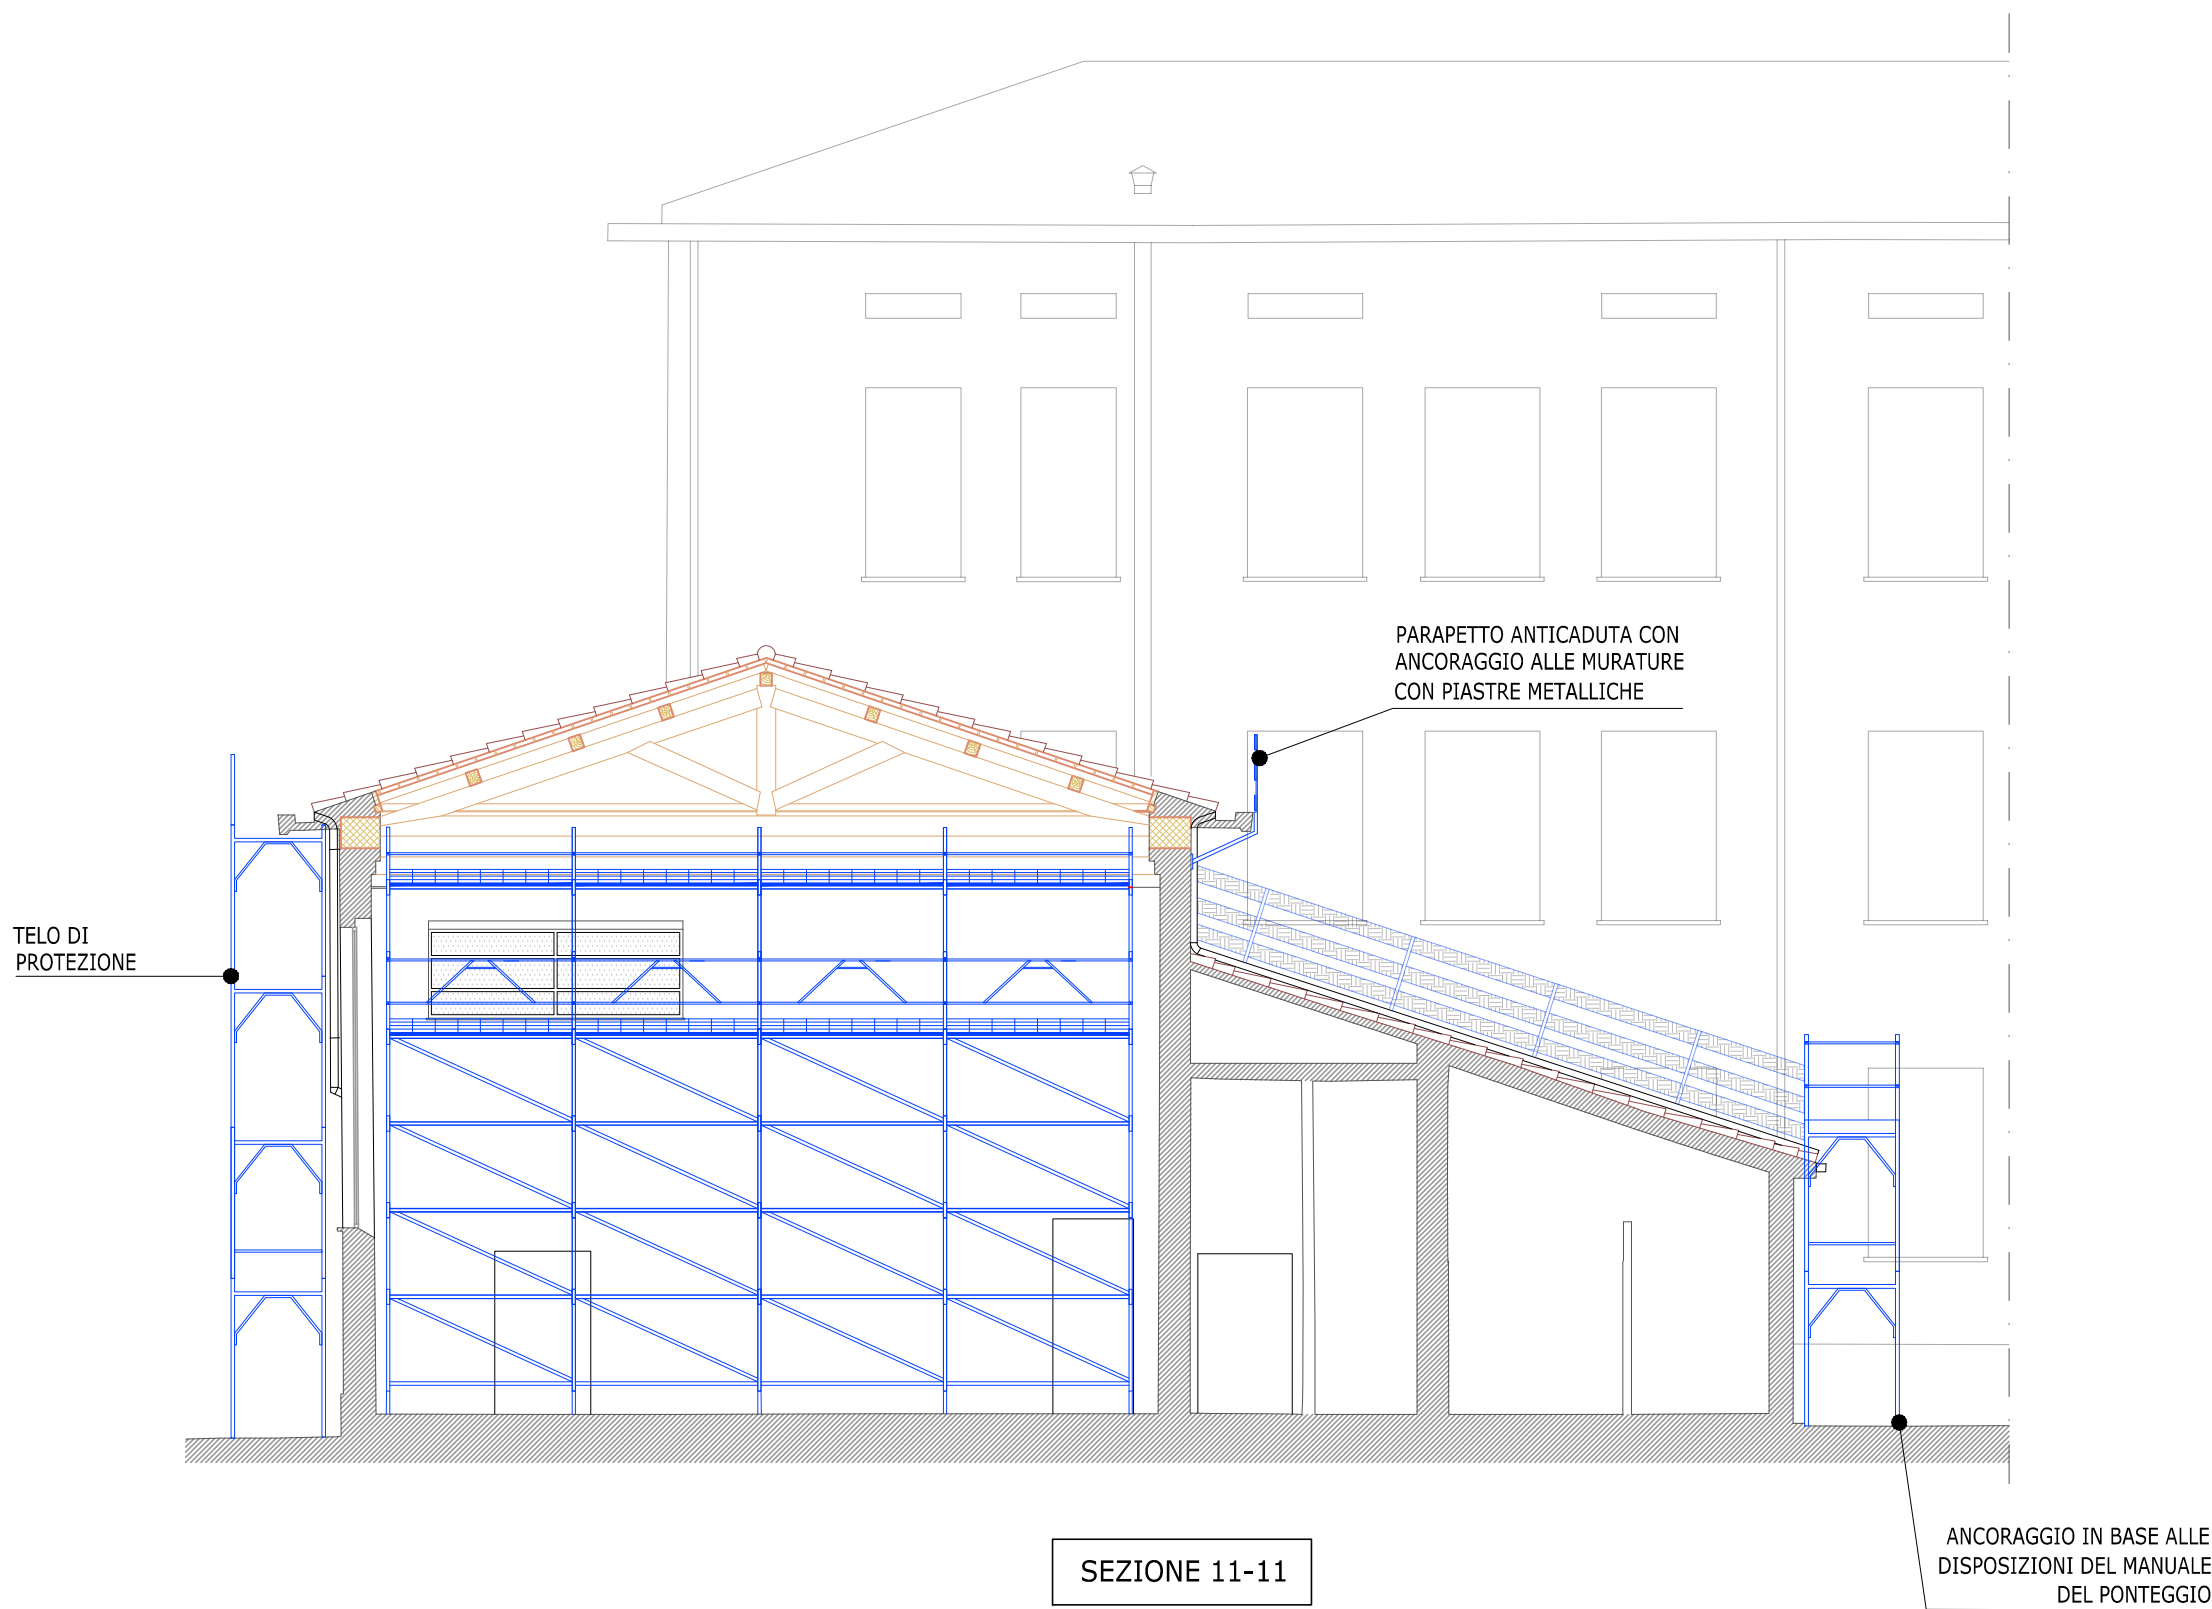 PARAPETTO ANTICADUTA CON
ANCORAGGIO ALLE MURATURE
CON PIASTRE METALLICHE
TELO DI
PROTEZIONE
SEZIONE 11-11
ANCORAGGIO IN BASE ALLE
DISPOSIZIONI DEL MANUALE
DEL PONTEGGIO